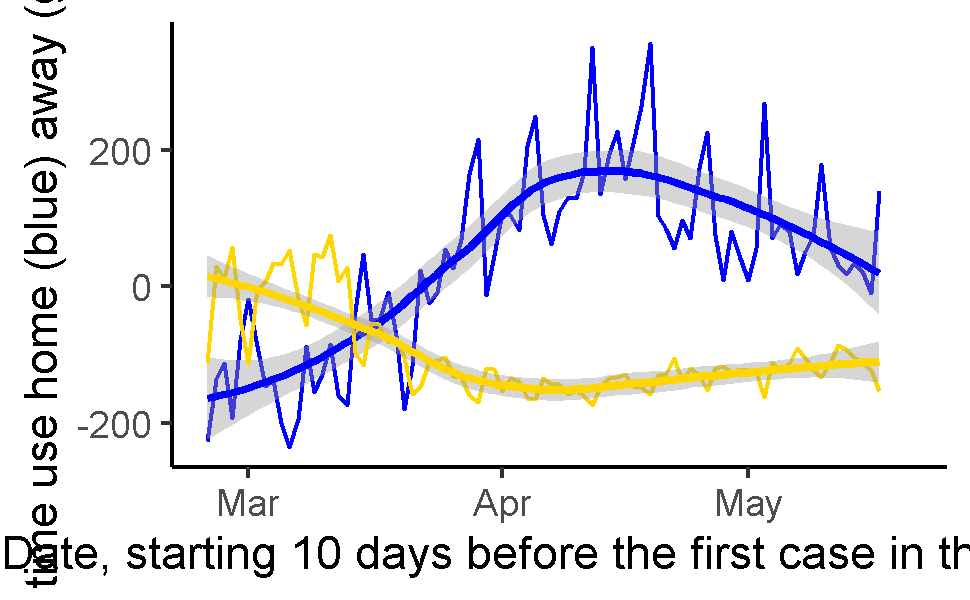 time use home (blue) away (
200
0
-200
Mar Apr May
Date, starting 10 days before the first case in th